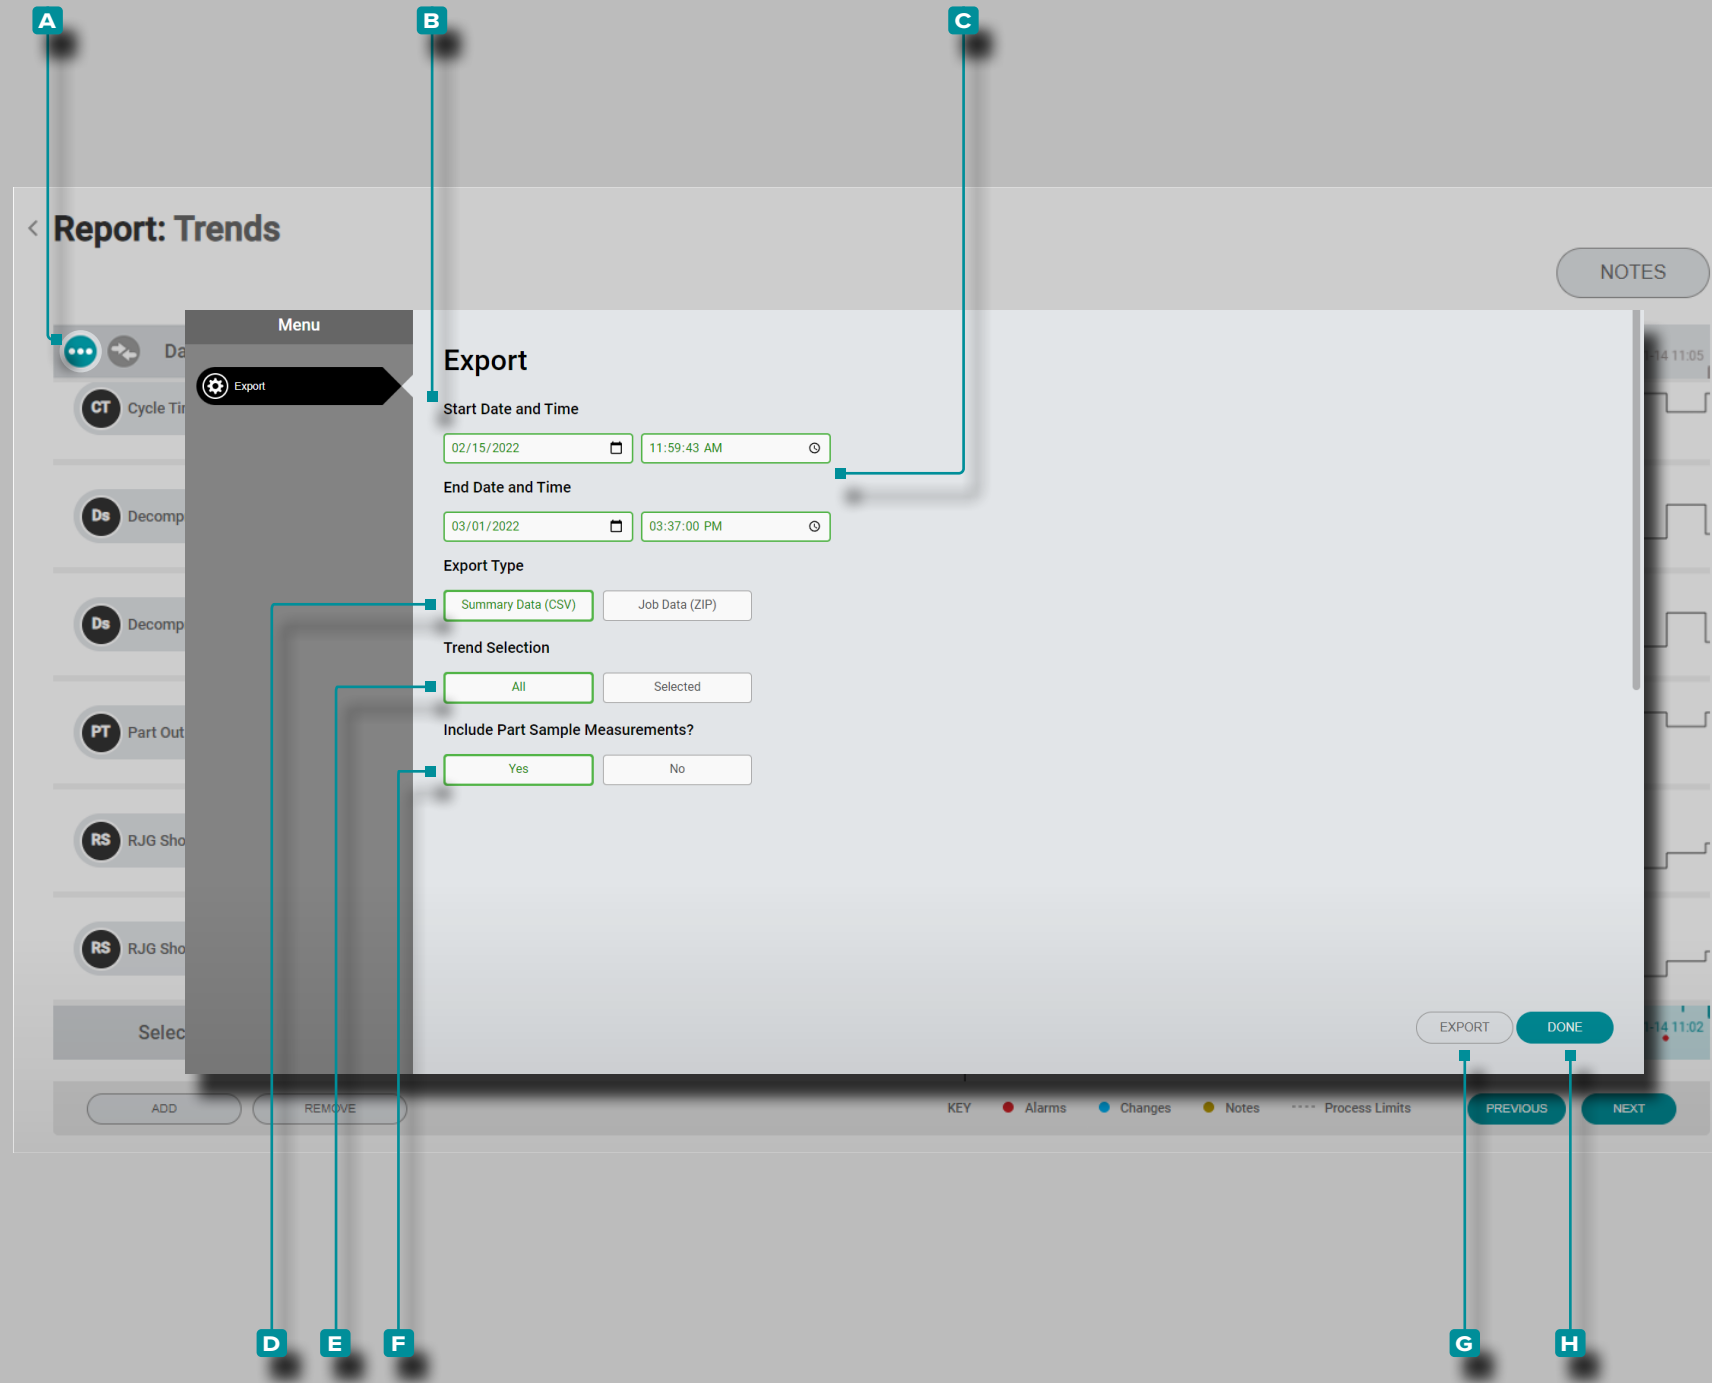 A B C
Report: Trends
NOTES
Menu
Da
-14 11:05
Export
Export
CT Cycle Tir
Start Date and Time
02/15/2022 11:59:43 AM
End Date and Time
Ds Decomp
03/01/2022 03:37:00 PM
Export Type
Summary Data (CSV) Job Data (ZIP)
Ds Decomp
Trend Selection
All Selected
Include Part Sample Measurements?
PT Part Out
Yes No
RS RJG Sho
RS RJG Sho
Selec
EXPORT DONE
-14 11:02
ADD REMOVE KEY Alarms Changes Notes Process Limits PREVIOUS NEXT
D E F G H